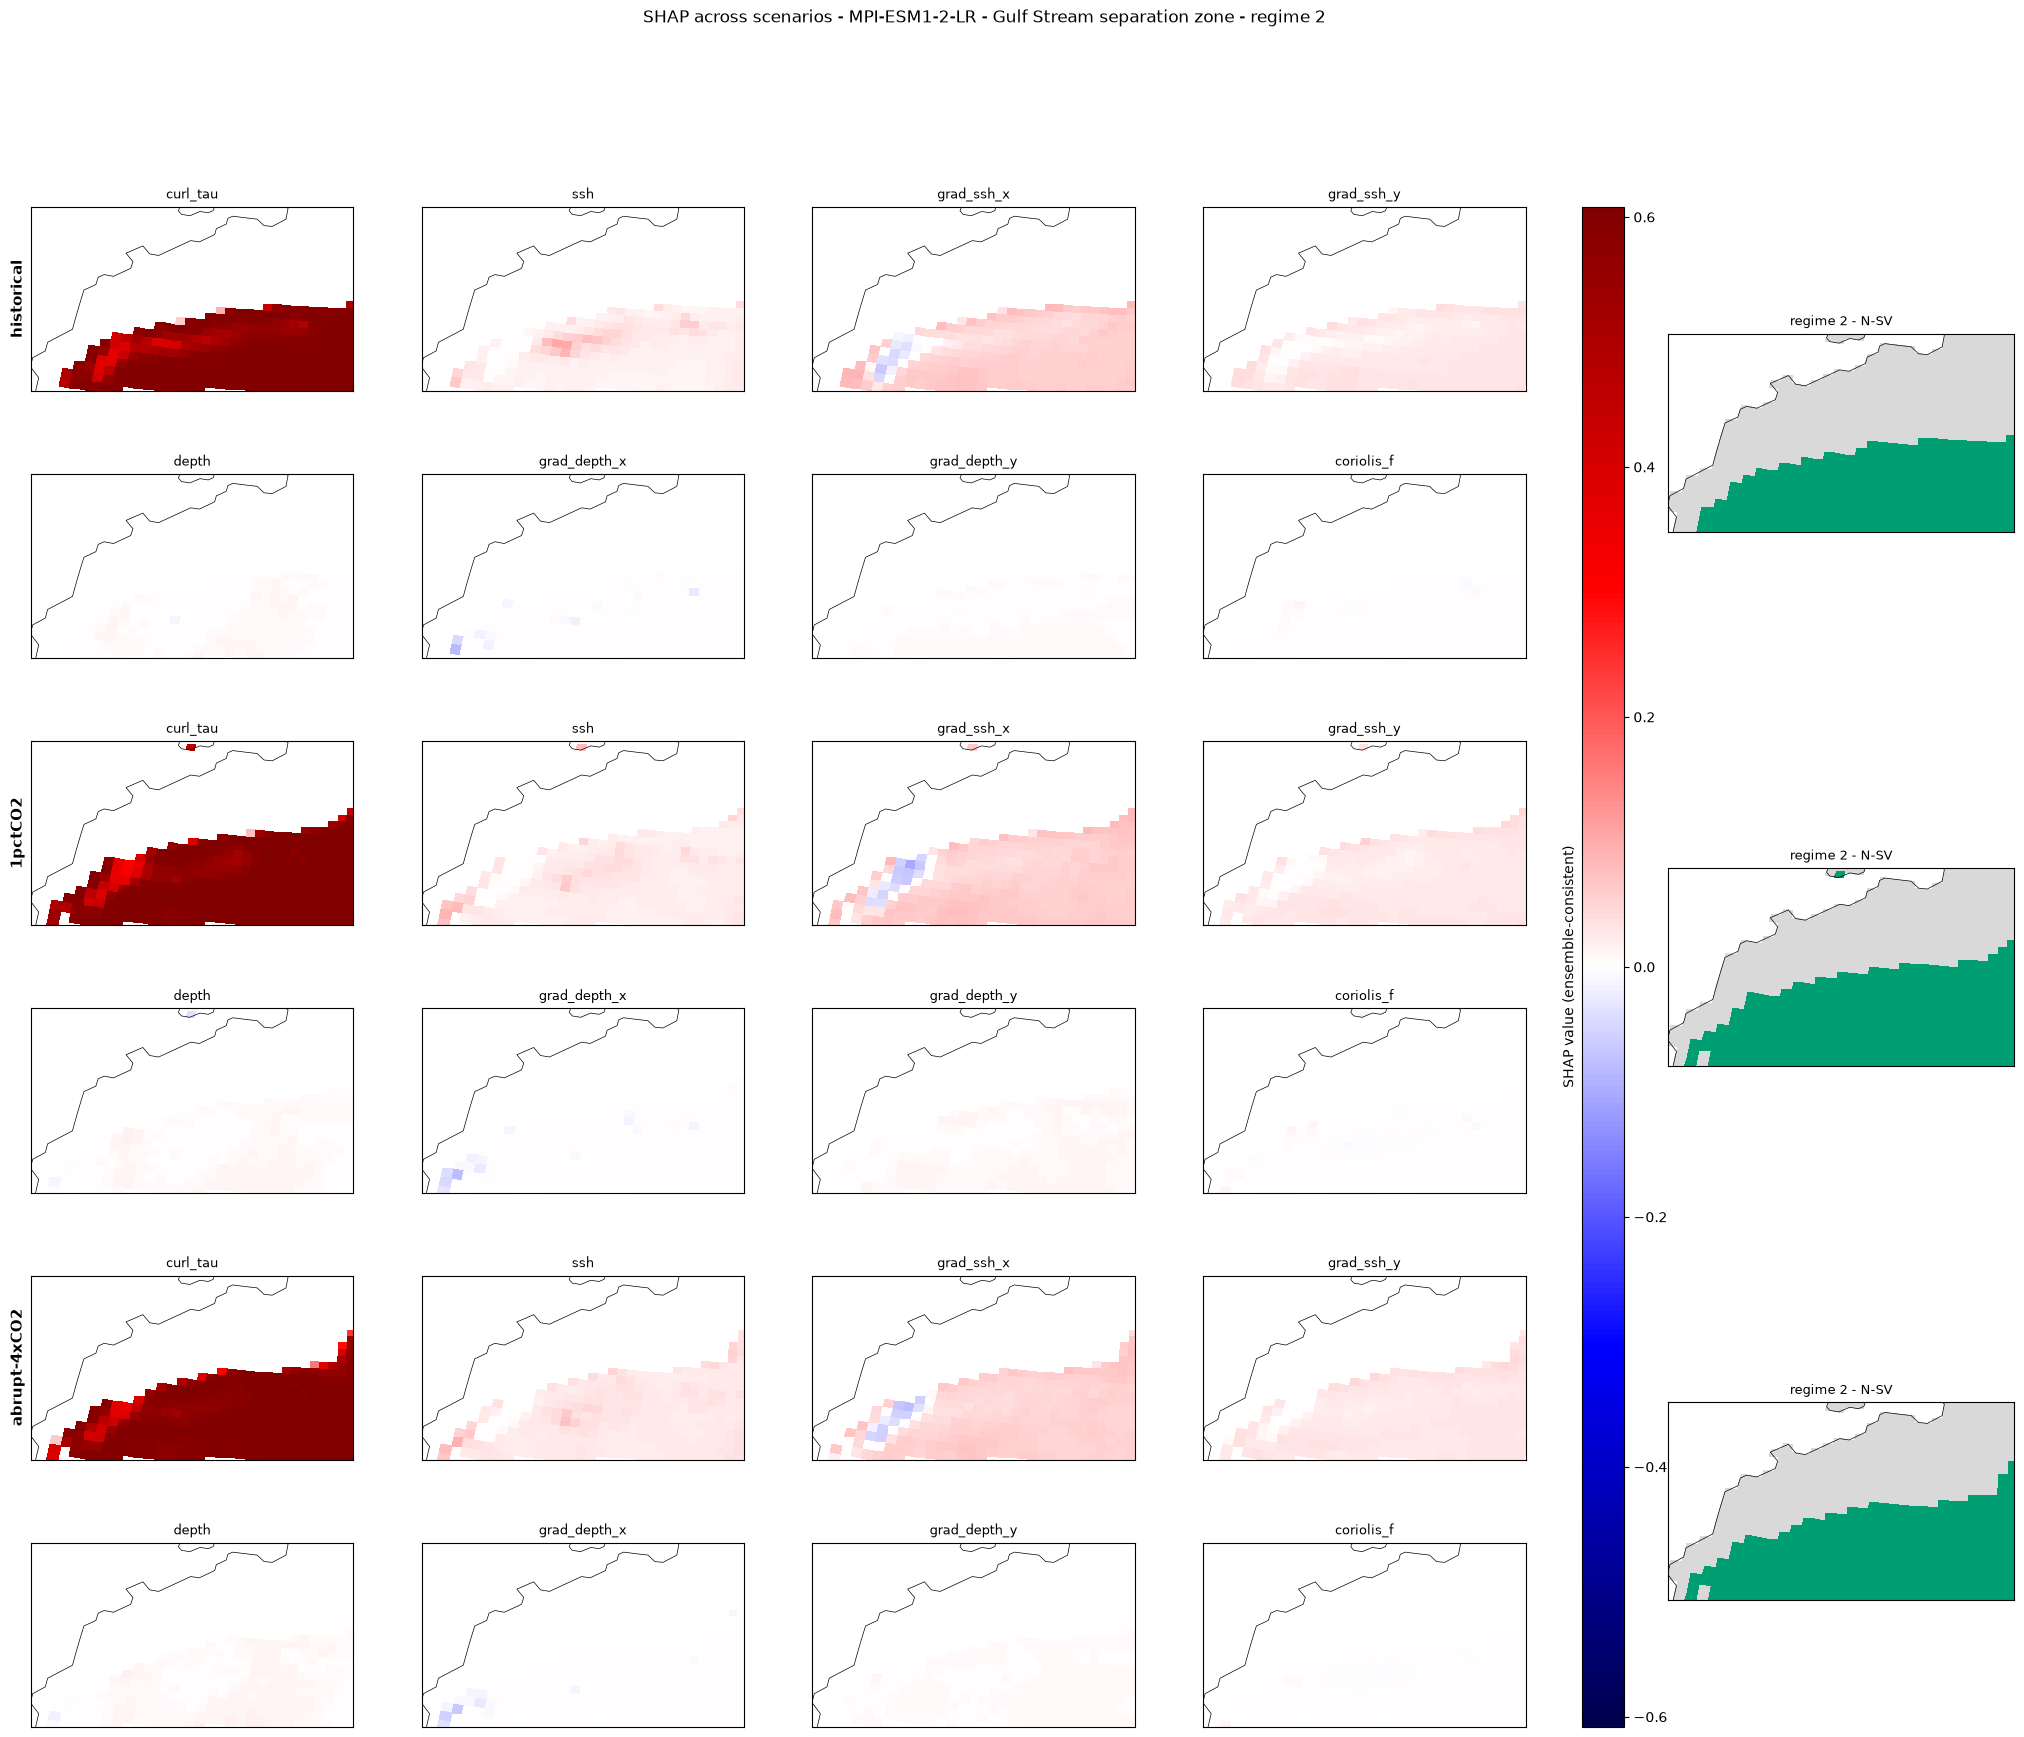 SHAP across scenarios - MPI-ESM1-2-LR - Gulf Stream separation zone - regime 2
curl_tau
ssh
grad_ssh_x
grad_ssh_y
historical
depth
grad_depth_x
grad_depth_y
coriolis_f
curl_tau
ssh
grad_ssh_x
grad_ssh_y
1pctCO2
depth
grad_depth_x
grad_depth_y
coriolis_f
curl_tau
ssh
grad_ssh_x
grad_ssh_y
abrupt-4xCO2
depth
grad_depth_x
grad_depth_y
coriolis_f
SHAP value (ensemble-consistent)
0.6
0.4
0.2
0.0
−0.2
−0.4
−0.6
regime 2 - N-SV
regime 2 - N-SV
regime 2 - N-SV